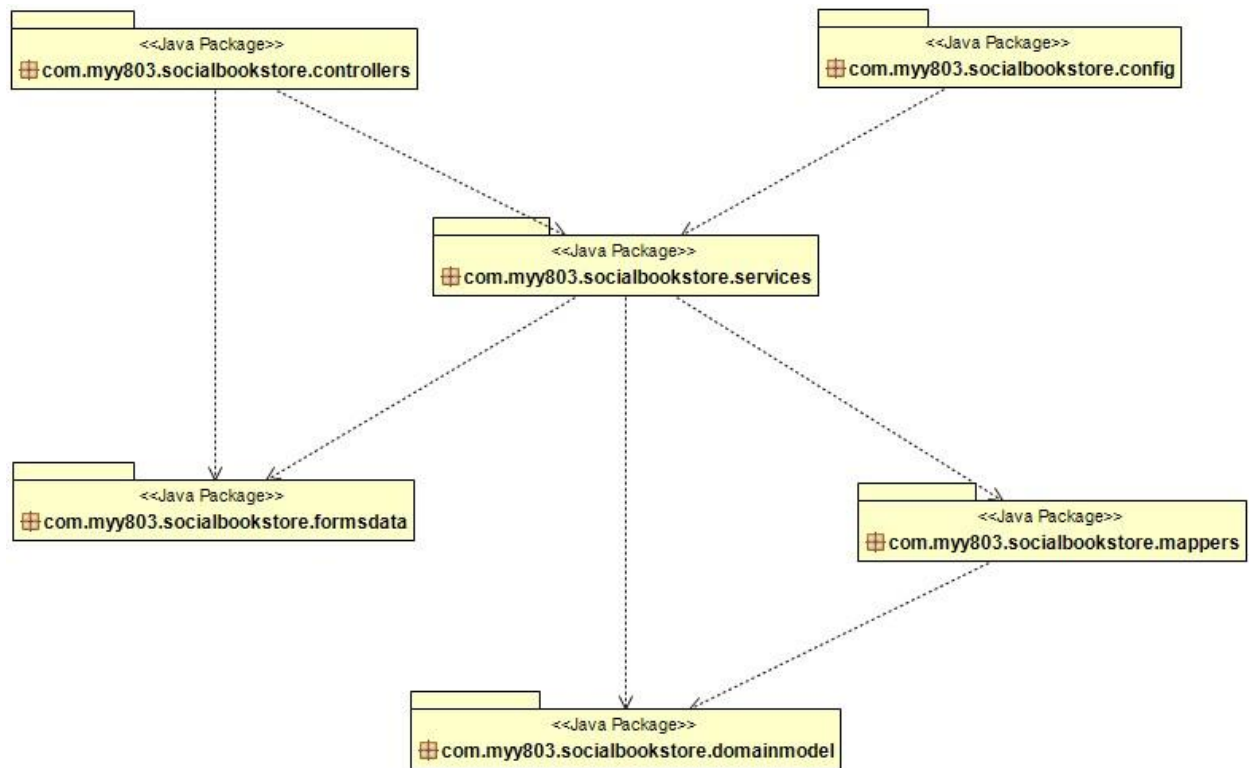 <<Java Package>>
com.myy803.socialbookstore.controllers
<<Java Package>>
com.myy803.socialbookstore.config
<<Java Package>>
com.myy803.socialbookstore.services
<<Java Package>>
com.myy803.socialbookstore.formsdata
<<Java Package>>
com.myy803.socialbookstore.mappers
<<Java Package>>
com.myy803.socialbookstore.domainmodel